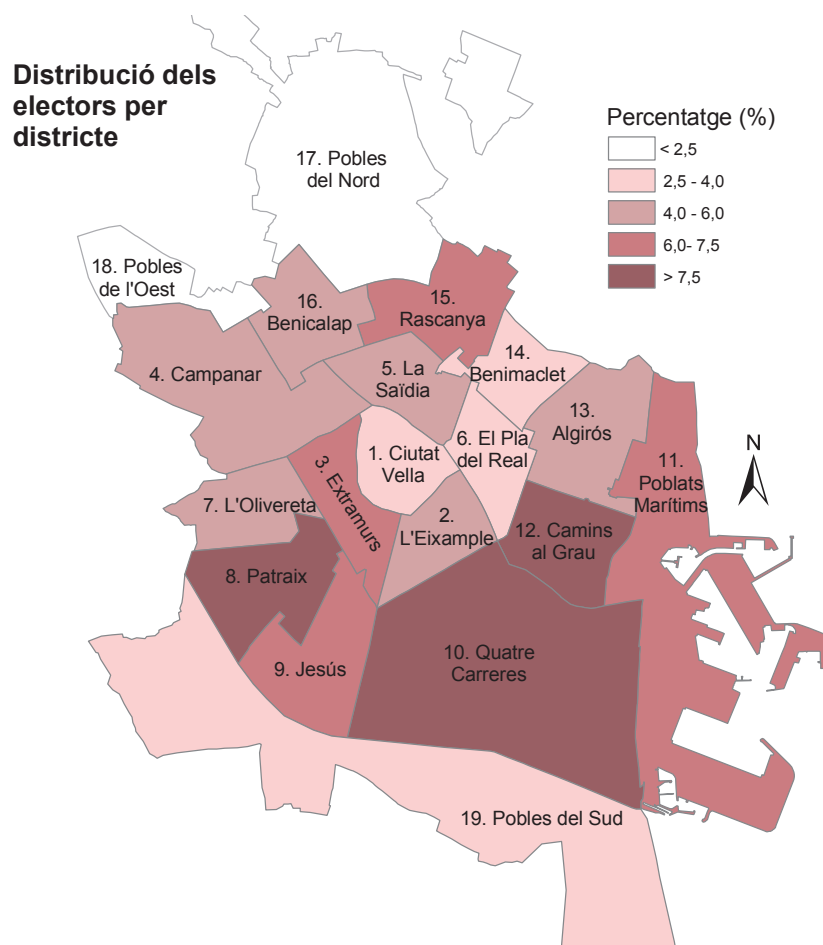 Distribució dels
electors per
districte
Percentatge (%)
< 2,5
2,5 - 4,0
4,0 - 6,0
6,0- 7,5
> 7,5
17. Pobles
del Nord
18. Pobles
de l'Oest
16.
Benicalap
15.
Rascanya
14.
Benimaclet
4. Campanar
5. La
Saïdia
13.
Algirós
6. El Pla
del Real
1. Ciutat
Vella
11.
Poblats
Marítims
N
3. Extramurs
7. L'Olivereta
2.
L'Eixample
12. Camins
al Grau
8. Patraix
9. Jesús
10. Quatre
Carreres
19. Pobles del Sud